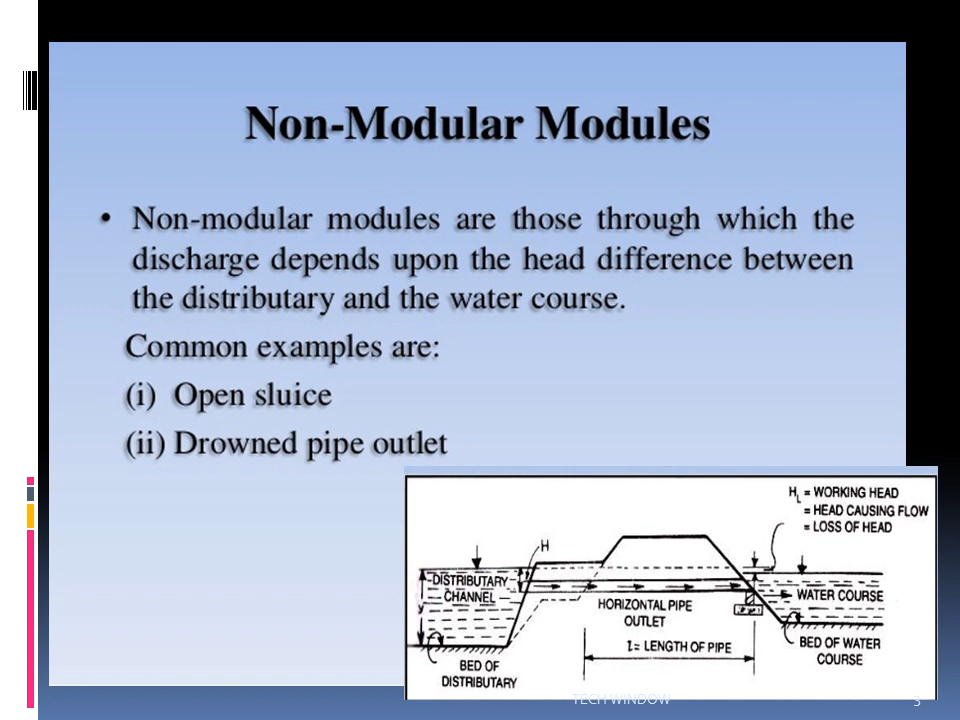 Non-Modular Modules
• Non-modular modules are those through which the
discharge depends upon the head difference between
the distributary and the water course.
Common examples are:
(i) Open sluice
(ii) Drowned pipe outlet
HL = WORKING HEAD
= HEAD CAUSING FLOW
= LOSS OF HEAD
H
DISTRIBUTARY
CHANNEL
WATER COURSE
HORIZONTAL PIPE
OUTLET
l = LENGTH OF PIPE
BED OF WATER
COURSE
BED OF
DISTRIBUTARY
TECH WINDOW
3